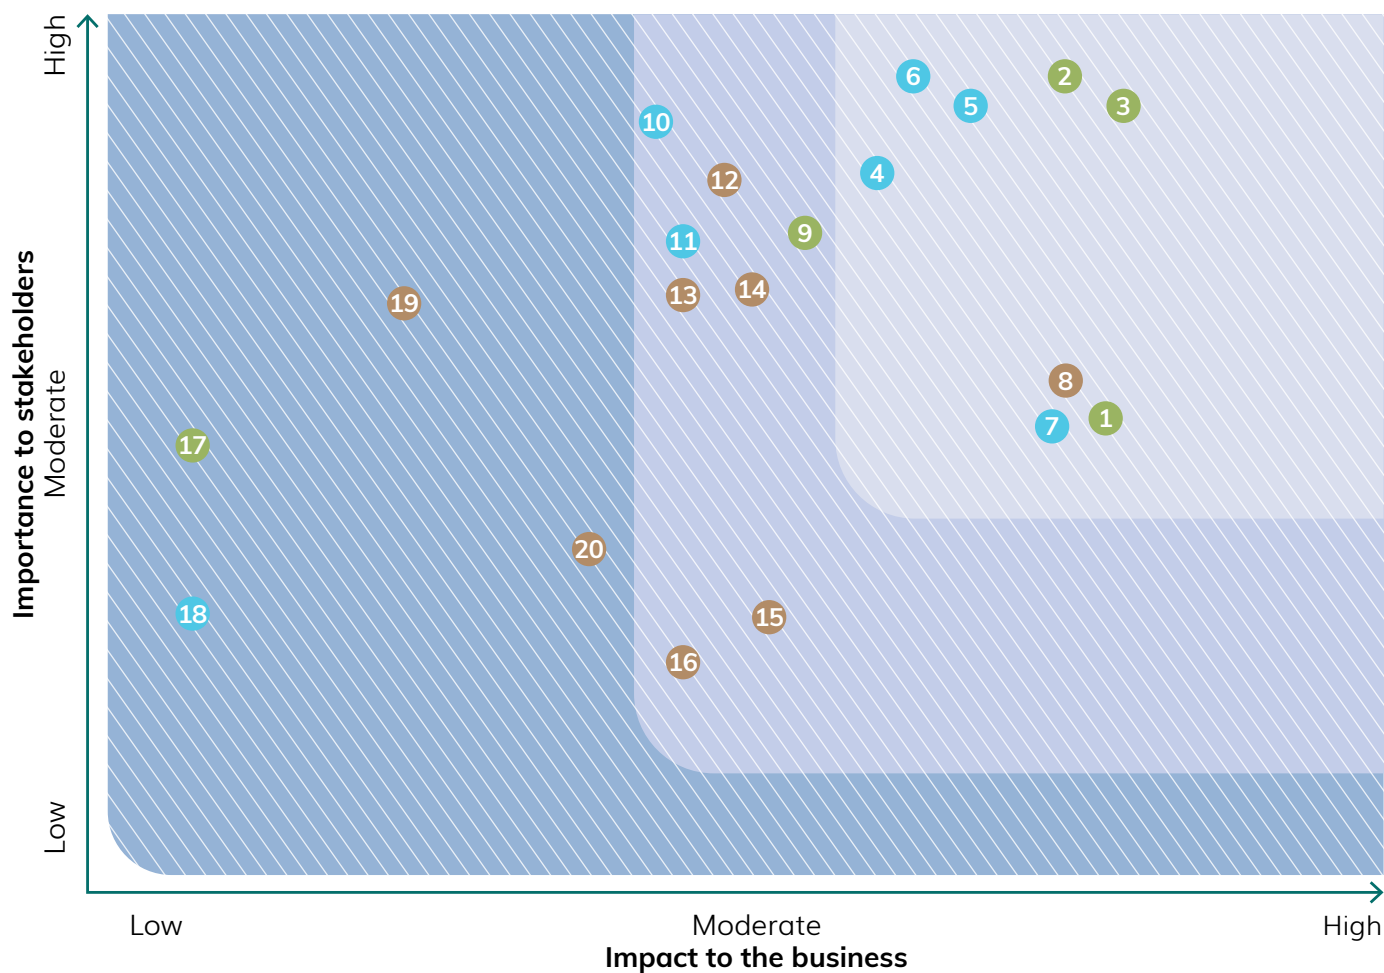 High
Moderate
Low
Importance to stakeholders
6
2
5
3
10
4
12
9
11
14
13
19
8
1
7
17
20
18
15
16
Low
Moderate
High
Impact to the business